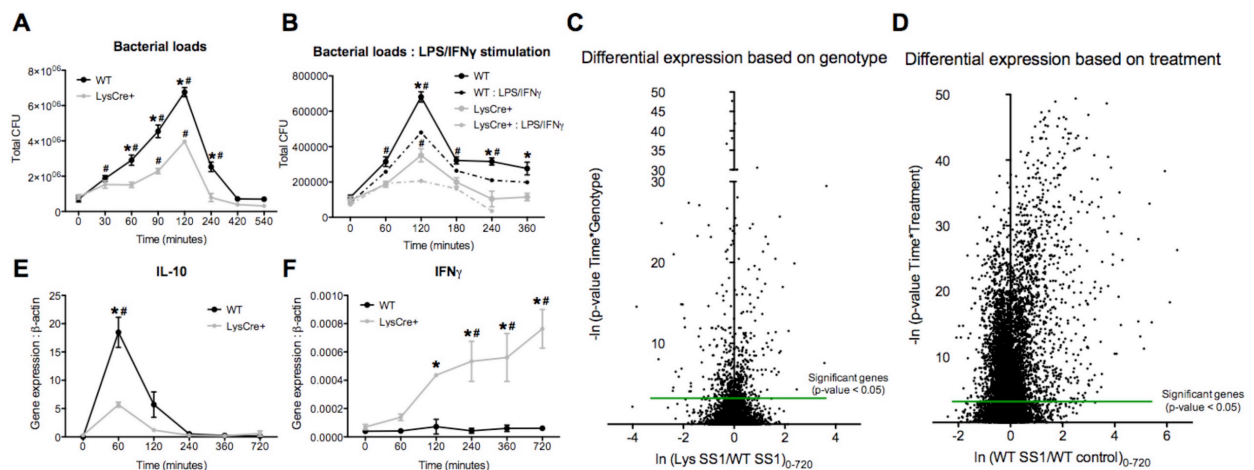 A
Bacterial loads
8×10⁰⁶
6×10⁰⁶
4×10⁰⁶
2×10⁰⁶
0
Total CFU
WT
LysCre+
#
*#
*#
#
*#
#
#
*#
0 30 60 90 120 240 420 540
Time (minutes)
B
Bacterial loads : LPS/IFNγ stimulation
800000
600000
400000
200000
0
Total CFU
WT
WT : LPS/IFNγ
LysCre+
LysCre+ : LPS/IFNγ
#
*#
#
#
*#
*
0 60 120 180 240 360
Time (minutes)
C
Differential expression based on genotype
50
45
40
35
30
30
20
10
-ln (p-value Time*Genotype)
Significant genes
(p-value < 0.05)
-4 -2 0 2 4
ln (Lys SS1/WT SS1)0-720
D
Differential expression based on treatment
50
40
30
20
10
-ln (p-value Time*Treatment)
Significant genes
(p-value < 0.05)
-2 0 2 4 6
ln (WT SS1/WT control)0-720
E
IL-10
25
20
15
10
5
0
Gene expression : β-actin
WT
LysCre+
*#
0 60 120 240 360 720
Time (minutes)
F
IFNγ
0.0010
0.0008
0.0006
0.0004
0.0002
0.0000
Gene expression : β-actin
WT
LysCre+
*
*#
*#
*#
0 60 120 240 360 720
Time (minutes)